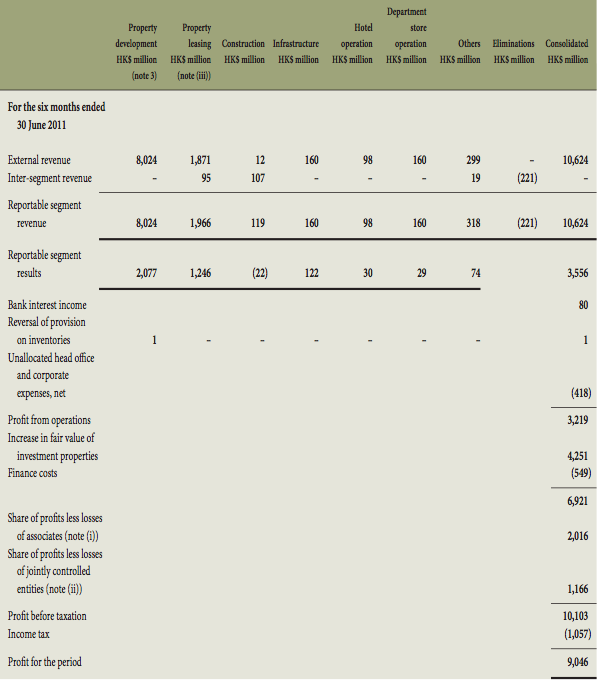 Property development HK$ million (note 3) Property leasing HK$ million (note (iii)) Construction HK$ million Infrastructure HK$ million Hotel operation HK$ million Department store operation HK$ million Others HK$ million Eliminations HK$ million Consolidated HK$ million
For the six months ended
30 June 2011
External revenue 8,024 1,871 12 160 98 160 299 – 10,624
Inter-segment revenue – 95 107 – – – 19 (221) –
Reportable segment
revenue 8,024 1,966 119 160 98 160 318 (221) 10,624
Reportable segment
results 2,077 1,246 (22) 122 30 29 74 3,556
Bank interest income 80
Reversal of provision
on inventories 1 – – – – – – 1
Unallocated head office
and corporate
expenses, net (418)
Profit from operations 3,219
Increase in fair value of
investment properties 4,251
Finance costs (549)
6,921
Share of profits less losses
of associates (note (i)) 2,016
Share of profits less losses
of jointly controlled
entities (note (ii)) 1,166
Profit before taxation 10,103
Income tax (1,057)
Profit for the period 9,046